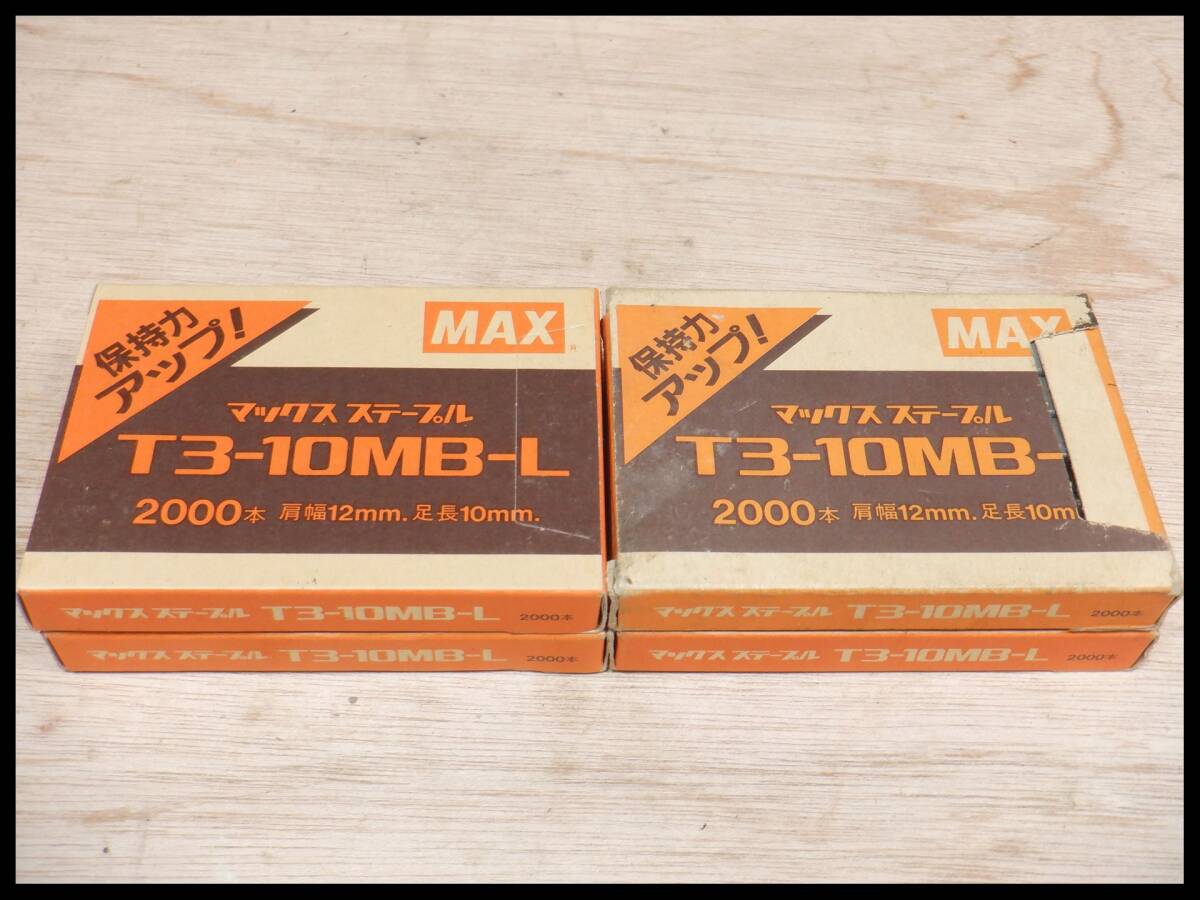 保持力
アップ!
MAX
マックス ステープル
T3-10MB-L
2000本 肩幅12mm. 足長10mm.
マックス ステープル T3-10MB-L 2000本
マックス ステープル T3-10MB-L 2000本
保持力
アップ!
MAX
マックス ステープル
T3-10MB-
2000本 肩幅12mm. 足長10m
マックス ステープル T3-10MB-L 2000本
マックス ステープル T3-10MB-L 2000本